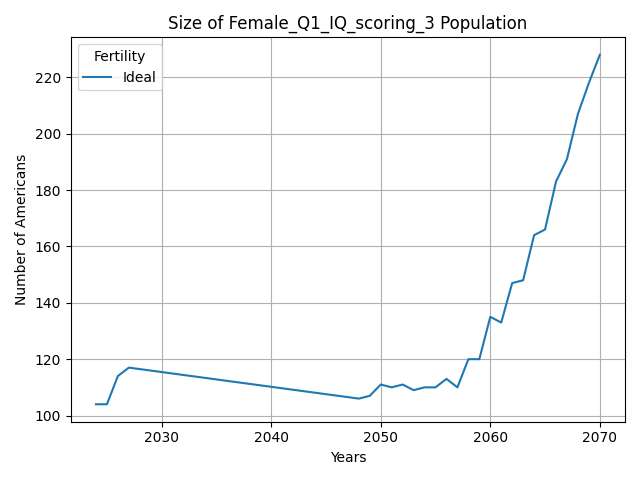 Size of Female_Q1_IQ_scoring_3 Population
Fertility
Ideal
Number of Americans
220
200
180
160
140
120
100
2030
2040
2050
2060
2070
Years